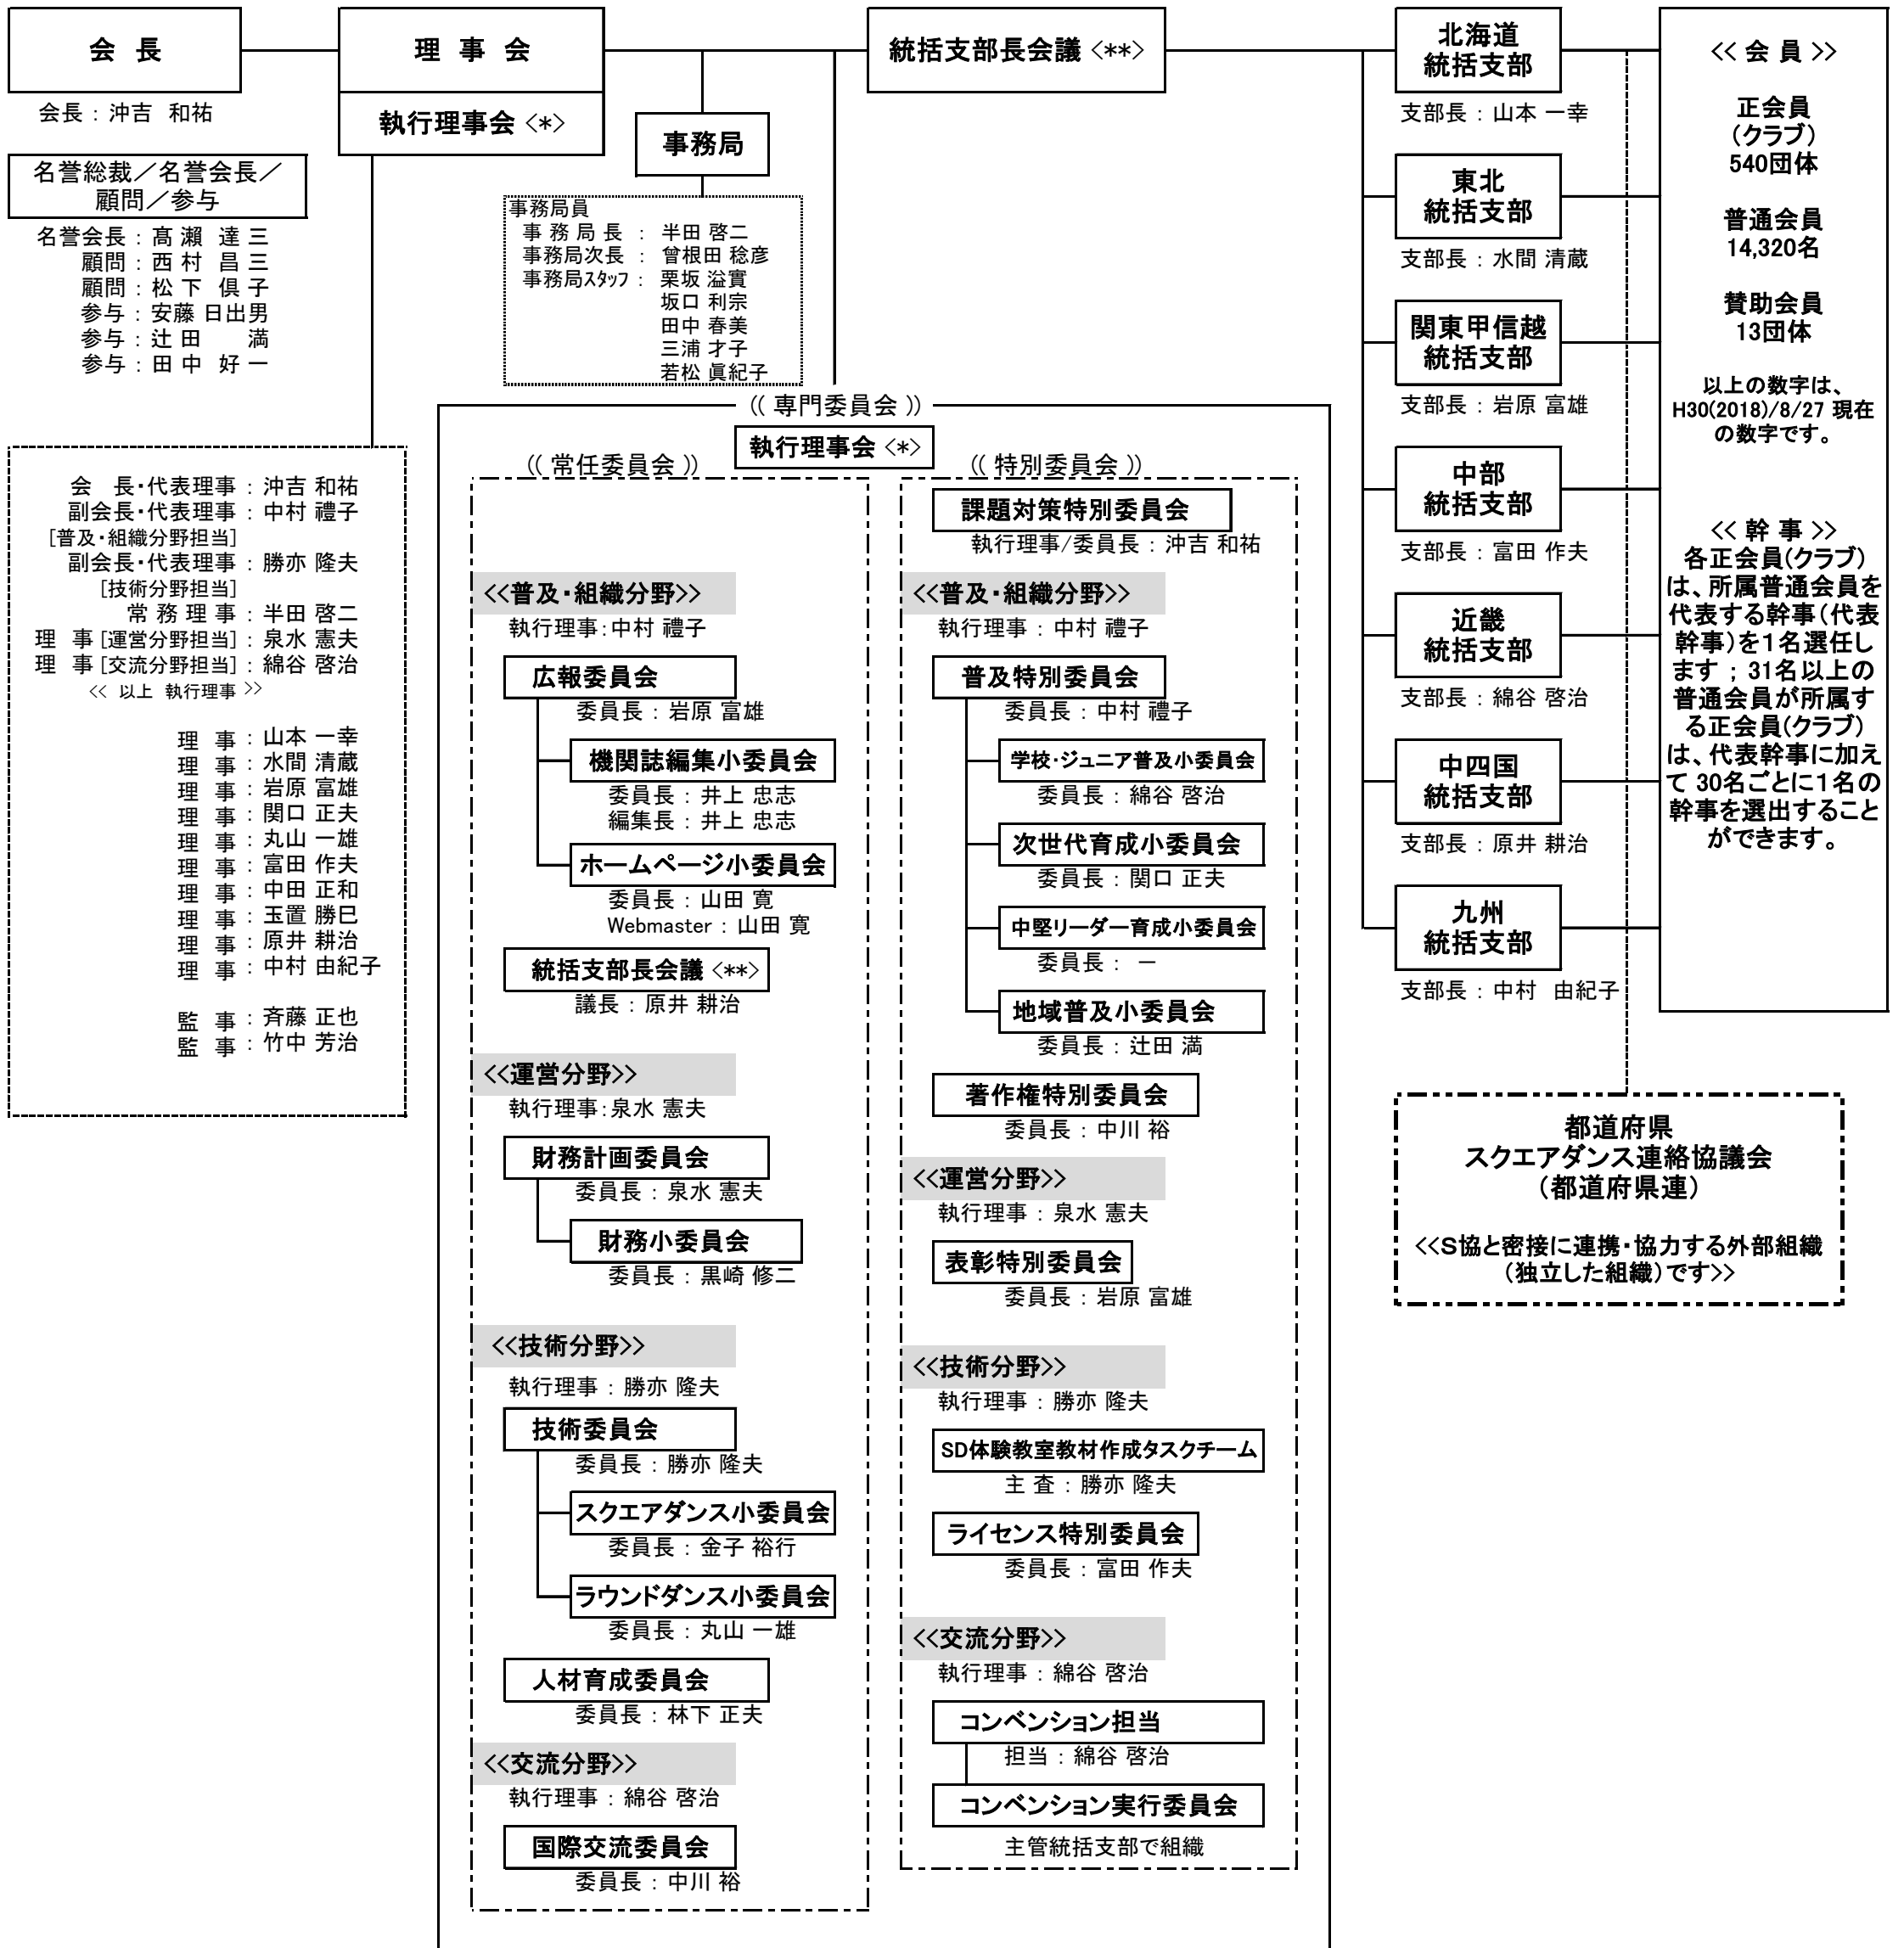 会 長
会長 : 沖吉 和祐
名誉総裁／名誉会長／
顧問／参与
名誉会長 : 髙 瀨 達 三
顧問 : 西 村 昌 三
顧問 : 松 下 倶 子
参与 : 安藤 日出男
参与 : 辻 田 満
参与 : 田 中 好 一
理 事 会
執行理事会 <*>
会 長・代表理事 : 沖吉 和祐
副会長・代表理事 : 中村 禮子
[普及・組織分野担当]
副会長・代表理事 : 勝亦 隆夫
[技術分野担当]
常 務 理 事 : 半田 啓二
理 事 [運営分野担当] : 泉水 憲夫
理 事 [交流分野担当] : 綿谷 啓治
<< 以上 執行理事 >>
理 事 : 山本 一幸
理 事 : 水間 清蔵
理 事 : 岩原 富雄
理 事 : 関口 正夫
理 事 : 丸山 一雄
理 事 : 富田 作夫
理 事 : 中田 正和
理 事 : 玉置 勝巳
理 事 : 原井 耕治
理 事 : 中村 由紀子
監 事 : 斉藤 正也
監 事 : 竹中 芳治
事務局
事務局員
事 務 局 長 : 半田 啓二
事務局次長 : 曾根田 稔彦
事務局スタッフ : 栗坂 溢實
坂口 利宗
田中 春美
三浦 才子
若松 眞紀子
統括支部長会議 <**>
(( 専門委員会 ))
執行理事会 <*>
(( 常任委員会 ))
<<普及・組織分野>>
執行理事 : 中村 禮子
広報委員会
委員長 : 岩原 富雄
機関誌編集小委員会
委員長 : 井上 忠志
編集長 : 井上 忠志
ホームページ小委員会
委員長 : 山田 寛
Webmaster : 山田 寛
統括支部長会議 <**>
議長 : 原井 耕治
<<運営分野>>
執行理事 : 泉水 憲夫
財務計画委員会
委員長 : 泉水 憲夫
財務小委員会
委員長 : 黒崎 修二
<<技術分野>>
執行理事 : 勝亦 隆夫
技術委員会
委員長 : 勝亦 隆夫
スクエアダンス小委員会
委員長 : 金子 裕行
ラウンドダンス小委員会
委員長 : 丸山 一雄
人材育成委員会
委員長 : 林下 正夫
<<交流分野>>
執行理事 : 綿谷 啓治
国際交流委員会
委員長 : 中川 裕
(( 特別委員会 ))
課題対策特別委員会
執行理事/委員長 : 沖吉 和祐
<<普及・組織分野>>
執行理事 : 中村 禮子
普及特別委員会
委員長 : 中村 禮子
学校・ジュニア普及小委員会
委員長 : 綿谷 啓治
次世代育成小委員会
委員長 : 関口 正夫
中堅リーダー育成小委員会
委員長 : －
地域普及小委員会
委員長 : 辻田 満
著作権特別委員会
委員長 : 中川 裕
<<運営分野>>
執行理事 : 泉水 憲夫
表彰特別委員会
委員長 : 岩原 富雄
<<技術分野>>
執行理事 : 勝亦 隆夫
SD体験教室教材作成タスクチーム
主 査 : 勝亦 隆夫
ライセンス特別委員会
委員長 : 富田 作夫
<<交流分野>>
執行理事 : 綿谷 啓治
コンベンション担当
担当 : 綿谷 啓治
コンベンション実行委員会
主管統括支部で組織
北海道
統括支部
支部長 : 山本 一幸
東北
統括支部
支部長 : 水間 清蔵
関東甲信越
統括支部
支部長 : 岩原 富雄
中部
統括支部
支部長 : 富田 作夫
近畿
統括支部
支部長 : 綿谷 啓治
中四国
統括支部
支部長 : 原井 耕治
九州
統括支部
支部長 : 中村 由紀子
<< 会 員 >>
正会員
（クラブ）
540団体
普通会員
14,320名
賛助会員
13団体
以上の数字は、
H30(2018)/8/27 現在
の数字です。
<< 幹 事 >>
各正会員(クラブ)
は、所属普通会員を
代表する幹事（代表
幹事）を１名選任し
ます ; 31名以上の
普通会員が所属す
る正会員(クラブ)
は、代表幹事に加え
て 30名ごとに１名の
幹事を選出すること
ができます。
都道府県
スクエアダンス連絡協議会
（都道府県連）
<<Ｓ協と密接に連携・協力する外部組織
（独立した組織）です>>